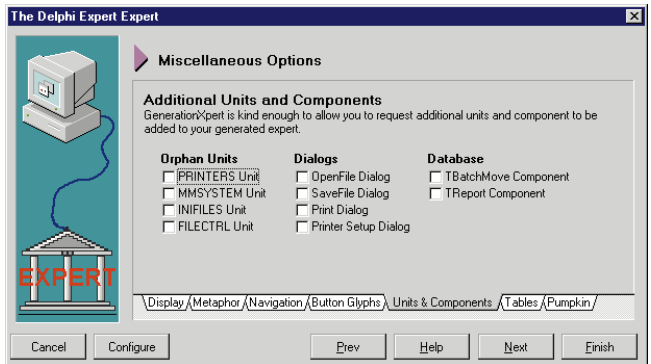 The Delphi Expert Expert
Miscellaneous Options
Additional Units and Components
GenerationXpert is kind enough to allow you to request additional units and component to be
added to your generated expert.
Orphan Units
PRINTERS Unit
MMSYSTEM Unit
INIFILES Unit
FILECTRL Unit
Dialogs
OpenFile Dialog
SaveFile Dialog
Print Dialog
Printer Setup Dialog
Database
TBatchMove Component
TReport Component
EXPERT
Display Metaphor Navigation Button Glyphs Units & Components Tables Pumpkin
Cancel Configure Prev Help Next Finish